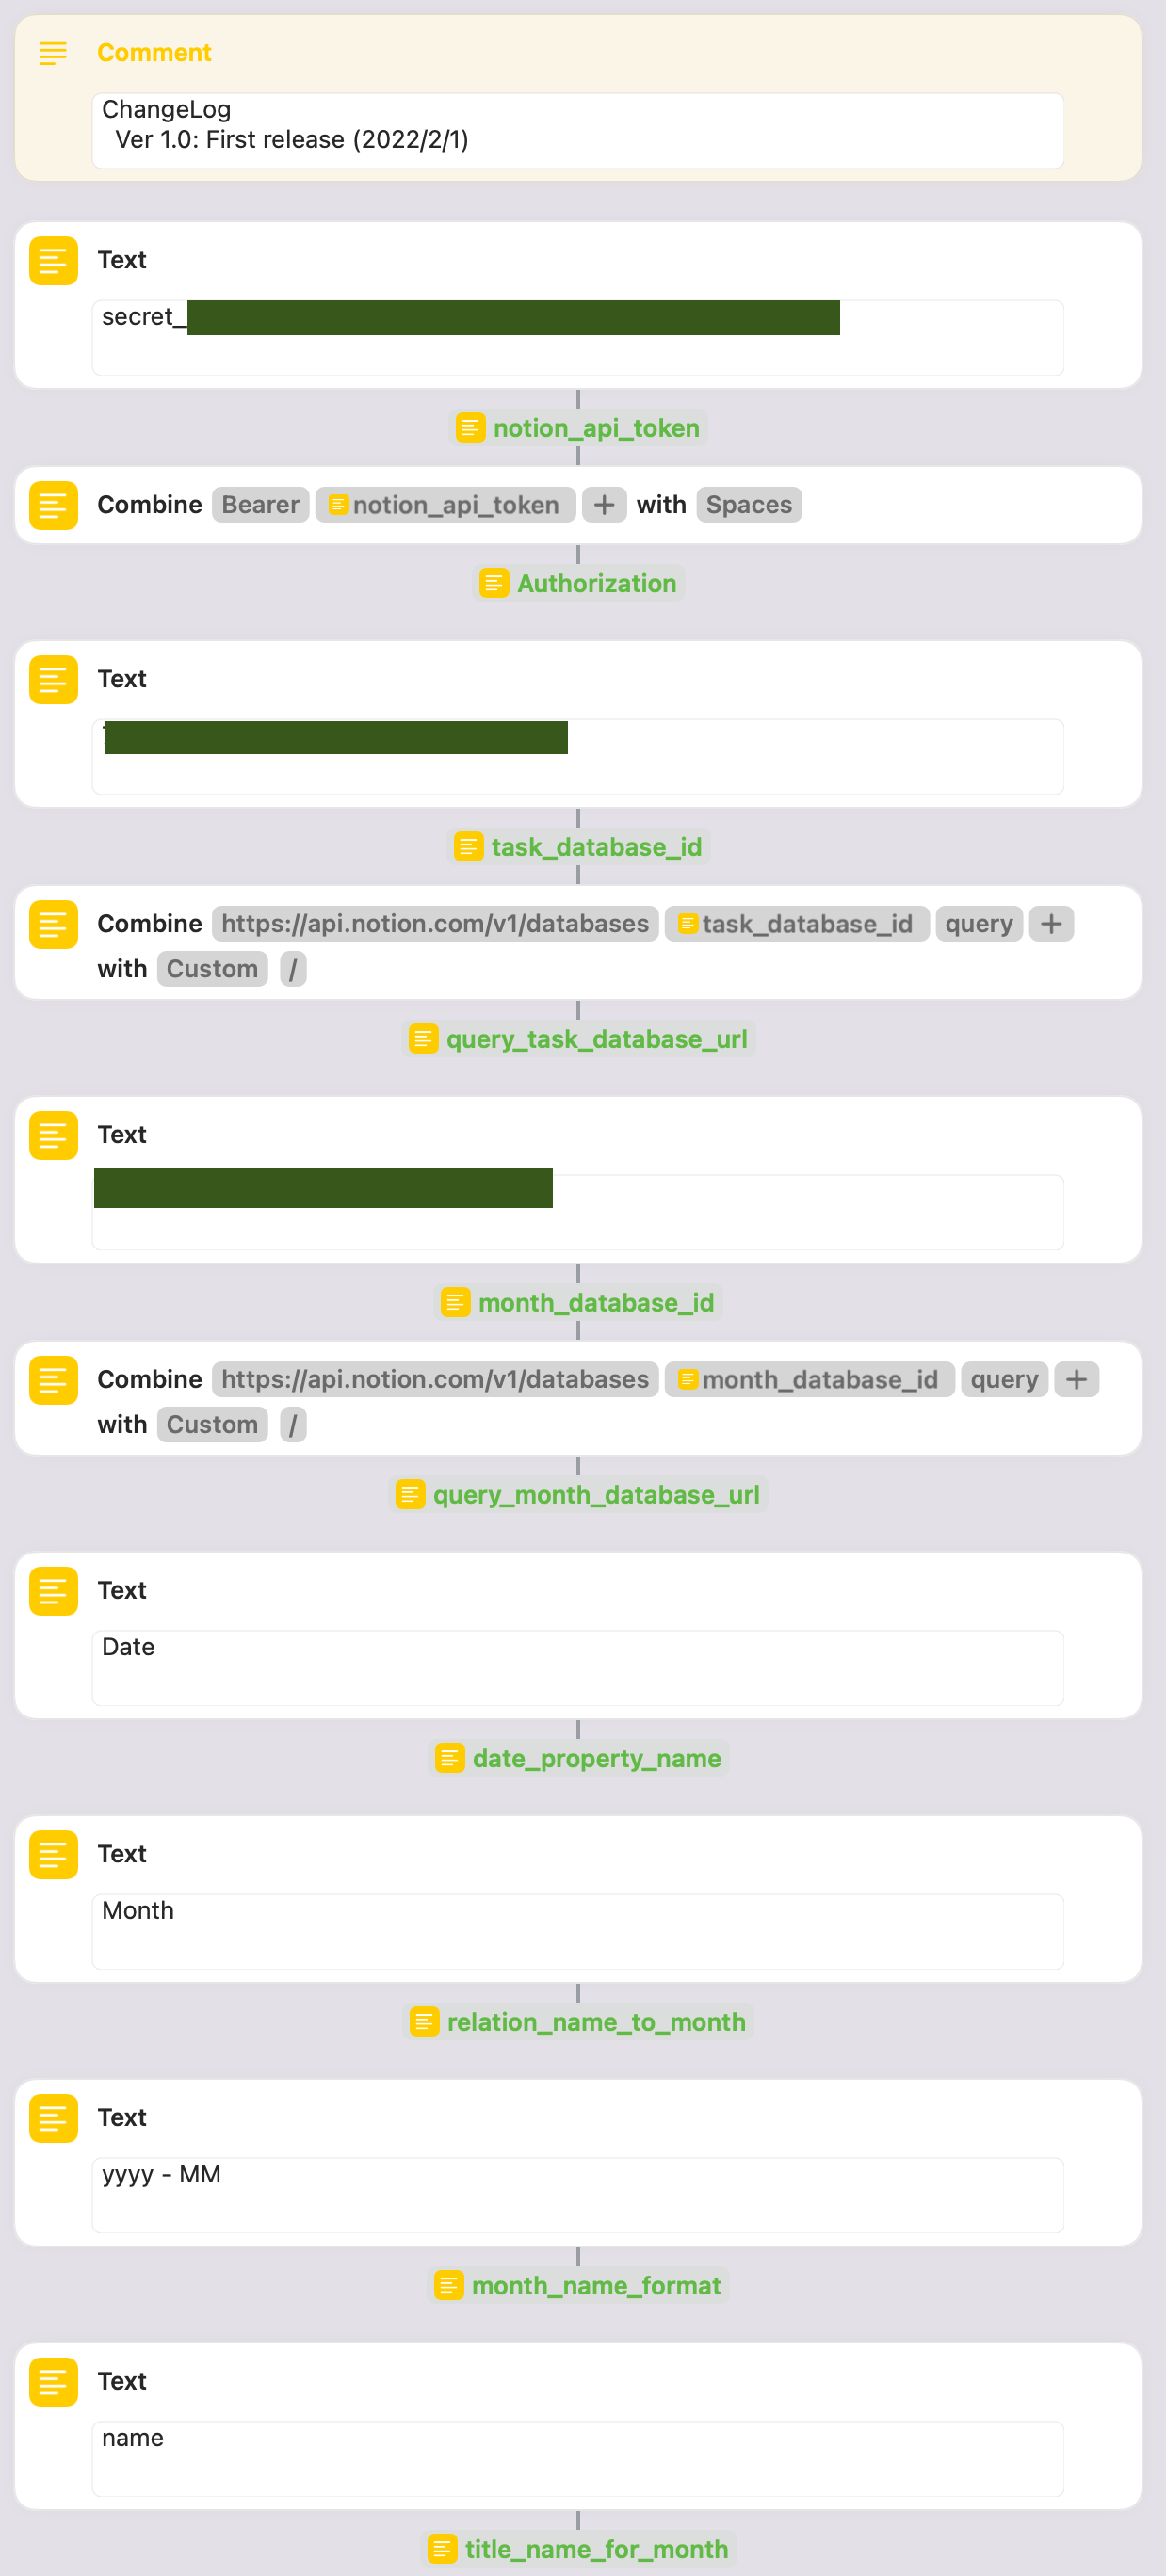 Comment
ChangeLog
Ver 1.0: First release (2022/2/1)
Text
secret_
notion_api_token
Combine Bearer notion_api_token + with Spaces
Authorization
Text
task_database_id
Combine https://api.notion.com/v1/databases task_database_id query +
with Custom /
query_task_database_url
Text
month_database_id
Combine https://api.notion.com/v1/databases month_database_id query +
with Custom /
query_month_database_url
Text
Date
date_property_name
Text
Month
relation_name_to_month
Text
yyyy - MM
month_name_format
Text
name
title_name_for_month